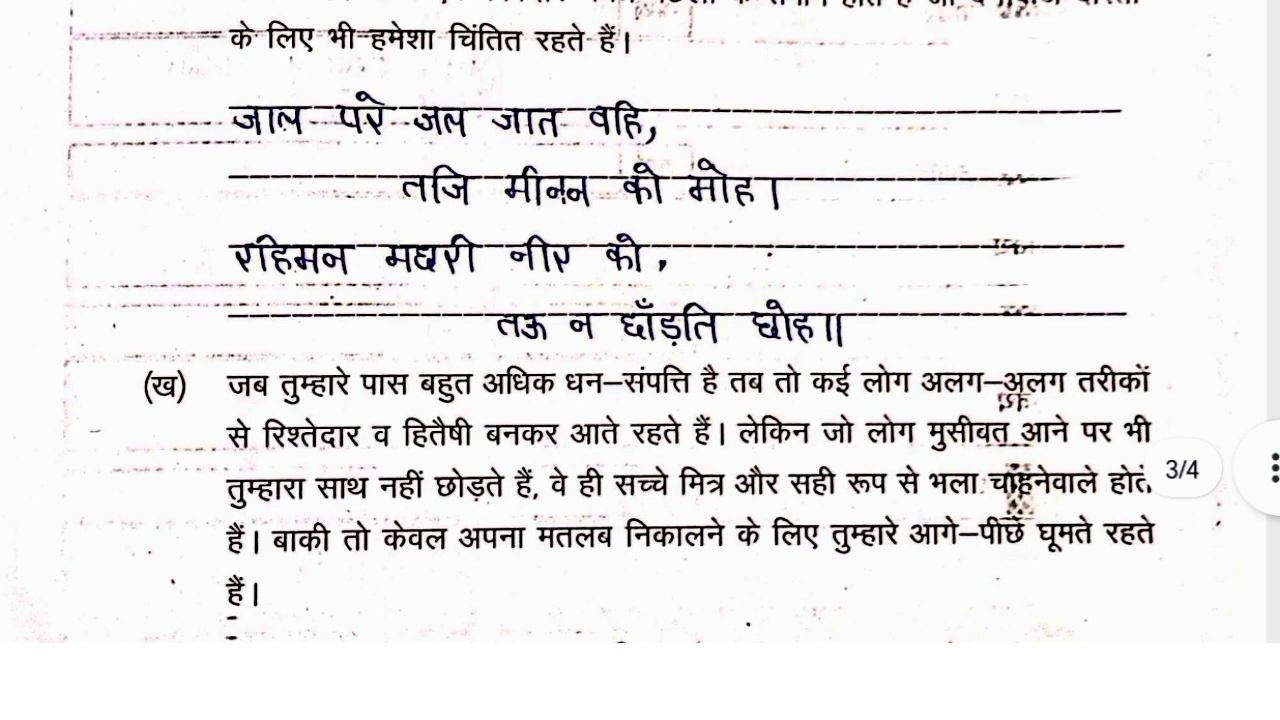 के लिए भी हमेशा चिंतित रहते हैं।
जाल परे जल जात बहि,
तजि मीनन को मोह।
रहिमन मछरी नीर को,
तऊ न छाँड़ति छोह॥
(ख) जब तुम्हारे पास बहुत अधिक धन–संपत्ति है तब तो कई लोग अलग–अलग तरीकों
से रिश्तेदार व हितैषी बनकर आते रहते हैं। लेकिन जो लोग मुसीबत आने पर भी
तुम्हारा साथ नहीं छोड़ते हैं, वे ही सच्चे मित्र और सही रूप से भला चाहनेवाले होते
3/4
हैं। बाकी तो केवल अपना मतलब निकालने के लिए तुम्हारे आगे–पीछे घूमते रहते
हैं।